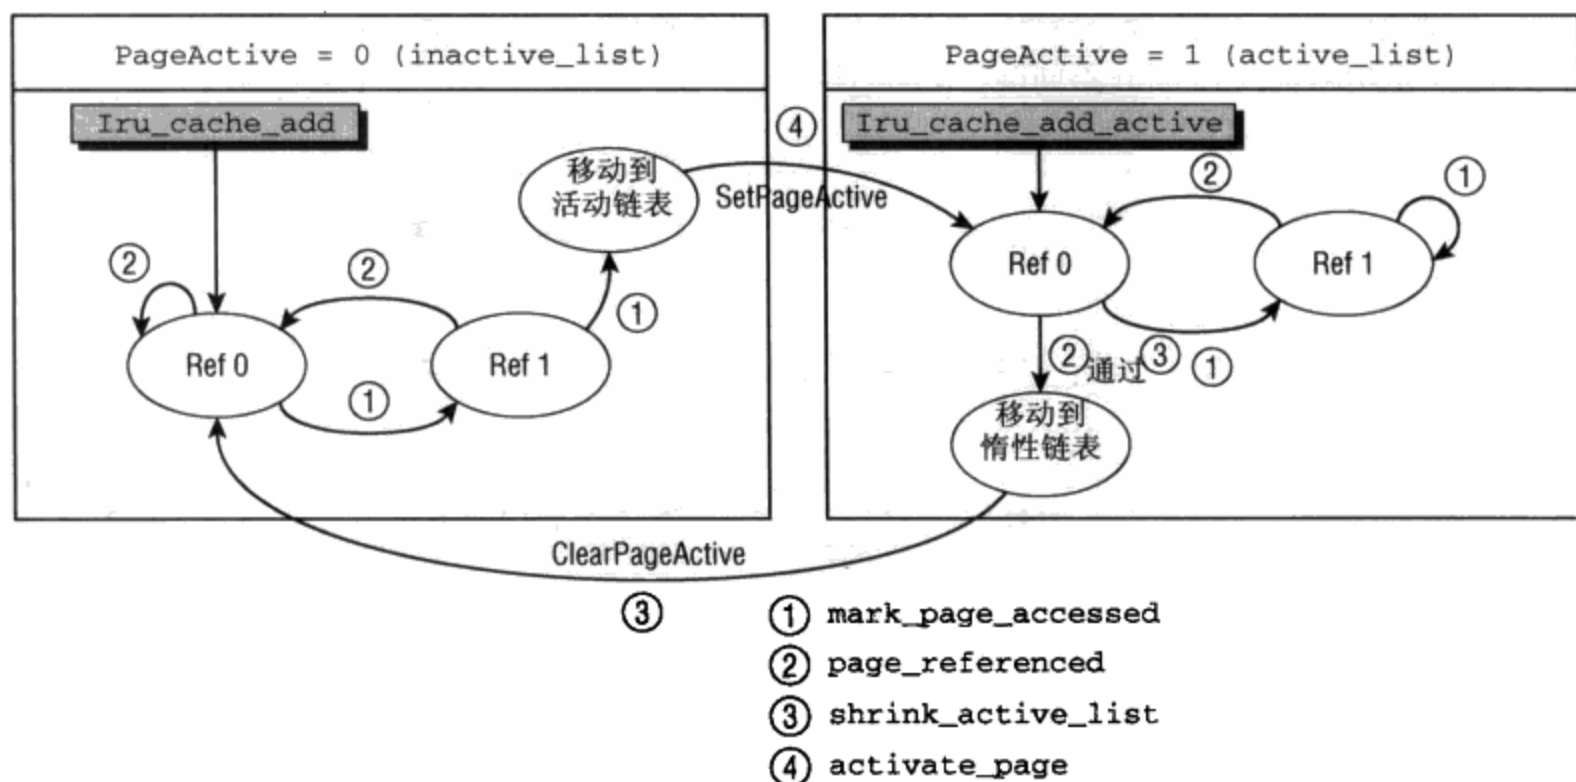 PageActive = 0 (inactive_list)
Iru_cache_add
移动到
活动链表
②
②
①
Ref 0
Ref 1
①
④
SetPageActive
PageActive = 1 (active_list)
Iru_cache_add_active
②
①
Ref 0
Ref 1
②通过③
①
移动到
惰性链表
ClearPageActive
③
① mark_page_accessed
② page_referenced
③ shrink_active_list
④ activate_page